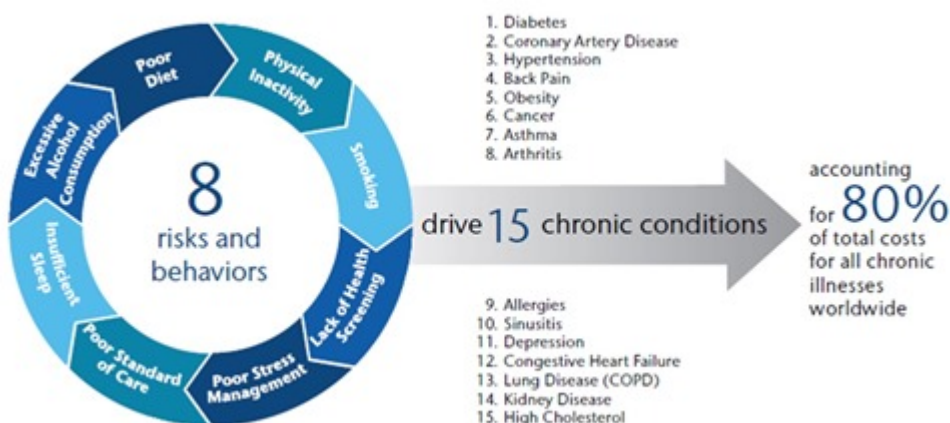 Poor
Diet
Physical
Inactivity
Smoking
Lack of Health
Screening
Poor Stress
Management
Poor Standard
of Care
Insufficient
Sleep
Excessive
Alcohol
Consumption
8
risks and
behaviors
1. Diabetes
2. Coronary Artery Disease
3. Hypertension
4. Back Pain
5. Obesity
6. Cancer
7. Asthma
8. Arthritis
drive 15 chronic conditions
9. Allergies
10. Sinusitis
11. Depression
12. Congestive Heart Failure
13. Lung Disease (COPD)
14. Kidney Disease
15. High Cholesterol
accounting
for 80%
of total costs
for all chronic
illnesses
worldwide